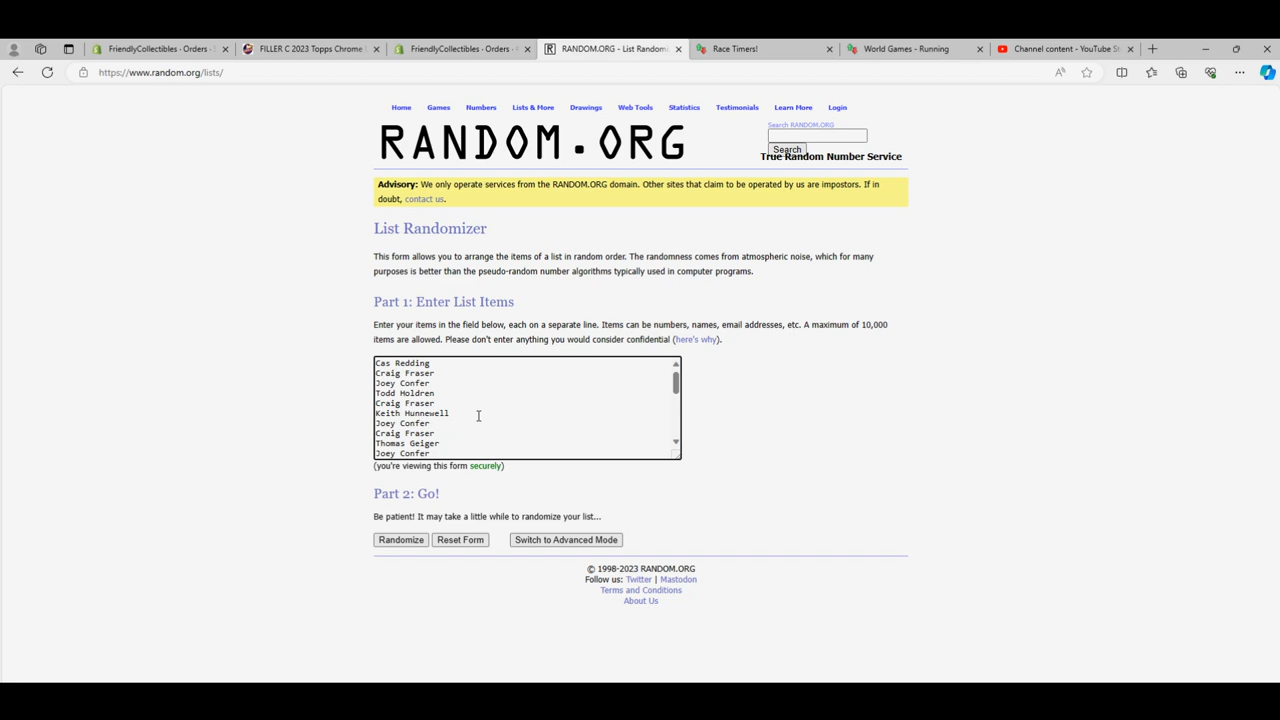 FriendlyCollectibles · Orders · S
FILLER C 2023 Topps Chrome
FriendlyCollectibles · Orders ·
RANDOM.ORG - List Randomi
Race Timers!
World Games - Running
Channel content - YouTube St
https://www.random.org/lists/
Home
Games
Numbers
Lists & More
Drawings
Web Tools
Statistics
Testimonials
Learn More
Login
Search RANDOM.ORG
Search
RANDOM.ORG
True Random Number Service
Advisory: We only operate services from the RANDOM.ORG domain. Other sites that claim to be operated by us are impostors. If in
doubt, contact us.
List Randomizer
This form allows you to arrange the items of a list in random order. The randomness comes from atmospheric noise, which for many
purposes is better than the pseudo-random number algorithms typically used in computer programs.
Part 1: Enter List Items
Enter your items in the field below, each on a separate line. Items can be numbers, names, email addresses, etc. A maximum of 10,000
items are allowed. Please don't enter anything you would consider confidential (here's why).
Cas Redding
Craig Fraser
Joey Confer
Todd Holdren
Craig Fraser
Keith Hunnewell
Joey Confer
Craig Fraser
Thomas Geiger
Joey Confer
(you're viewing this form securely)
Part 2: Go!
Be patient! It may take a little while to randomize your list...
Randomize
Reset Form
Switch to Advanced Mode
© 1998-2023 RANDOM.ORG
Follow us: Twitter | Mastodon
Terms and Conditions
About Us